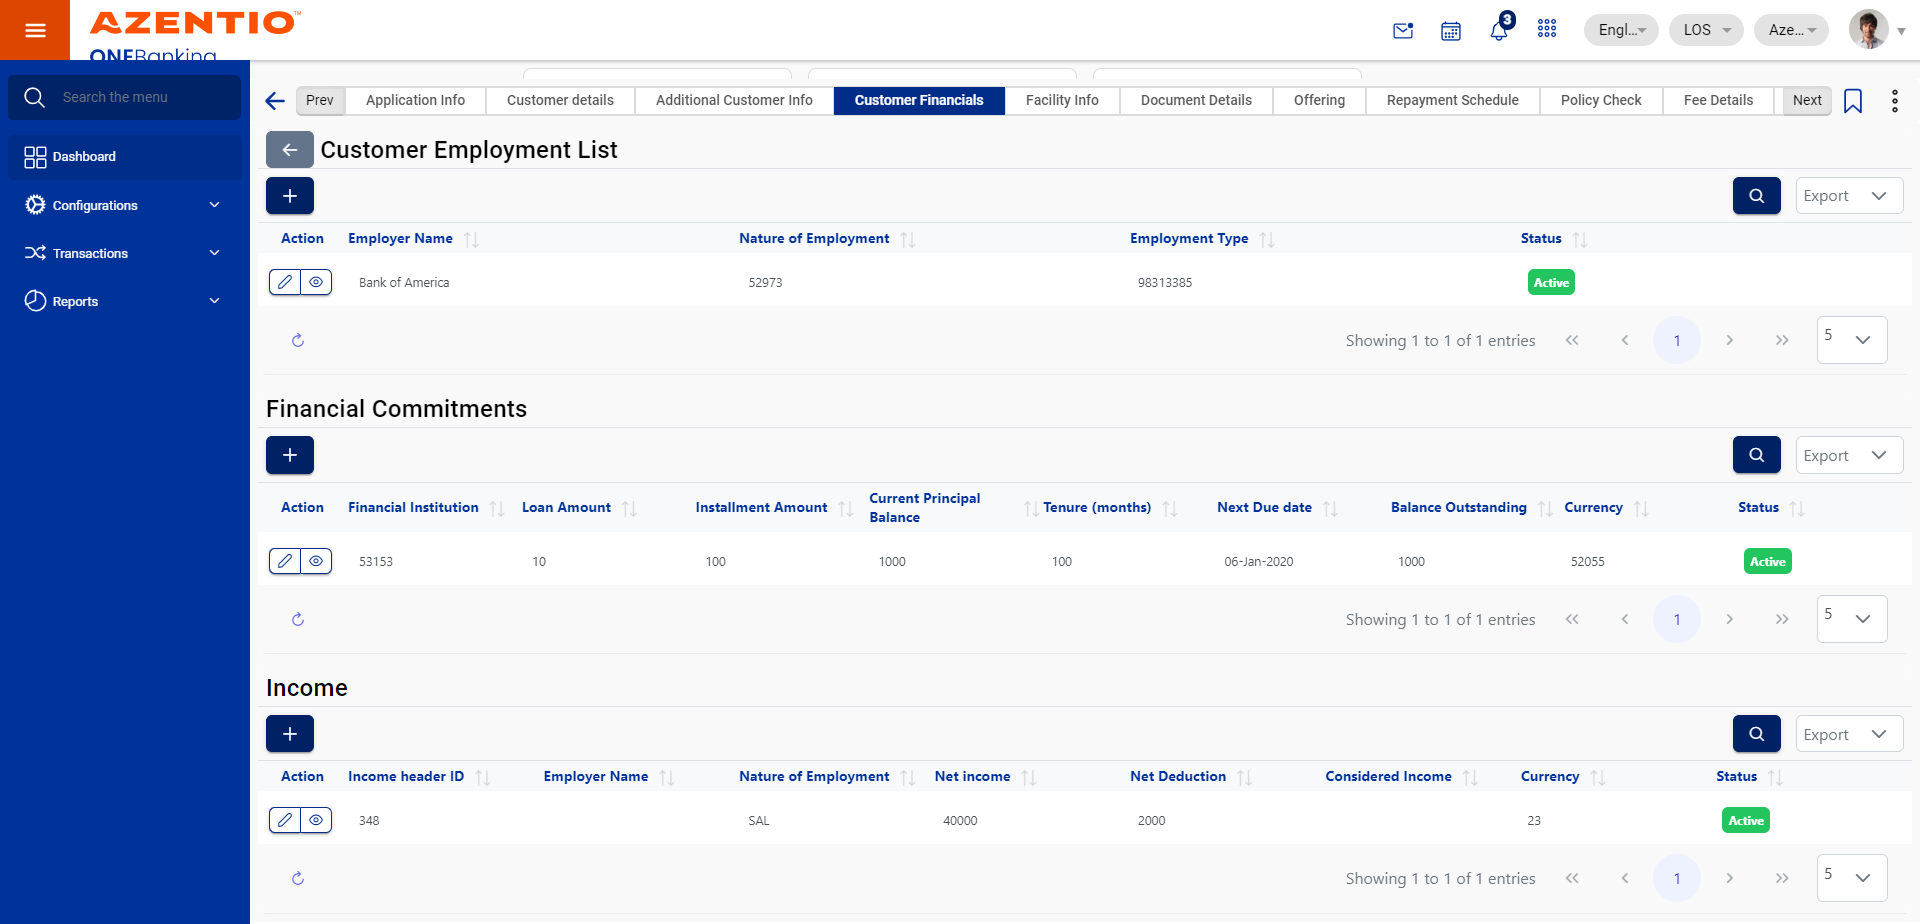 AZENTIO™
ONEBanking
3
Engl...
LOS
Aze...
Search the menu
Dashboard
Configurations
Transactions
Reports
Prev
Application Info
Customer details
Additional Customer Info
Customer Financials
Facility Info
Document Details
Offering
Repayment Schedule
Policy Check
Fee Details
Next
Customer Employment List
Export
Action Employer Name Nature of Employment Employment Type Status
Bank of America 52973 98313385 Active
Showing 1 to 1 of 1 entries 1 5
Financial Commitments
Export
Action Financial Institution Loan Amount Installment Amount Current Principal Balance Tenure (months) Next Due date Balance Outstanding Currency Status
53153 10 100 1000 100 06-Jan-2020 1000 52055 Active
Showing 1 to 1 of 1 entries 1 5
Income
Export
Action Income header ID Employer Name Nature of Employment Net income Net Deduction Considered Income Currency Status
348 SAL 40000 2000 23 Active
Showing 1 to 1 of 1 entries 1 5